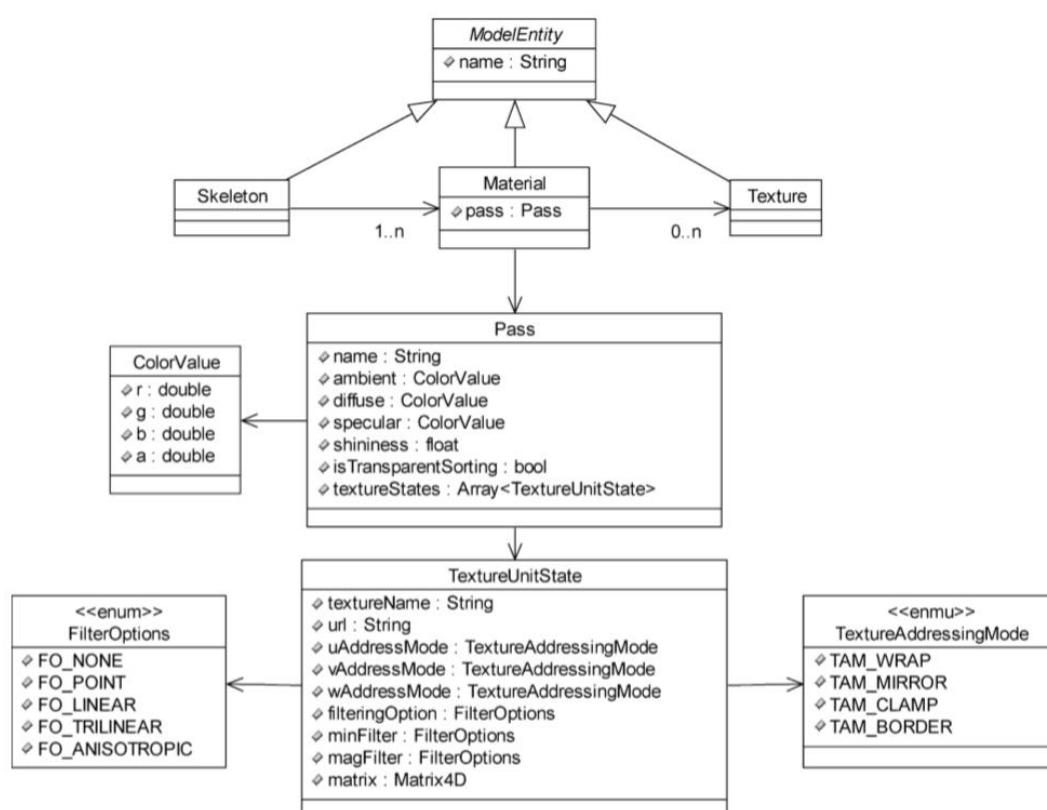 ModelEntity
name : String
Skeleton
Material
pass : Pass
Texture
1..n
0..n
Pass
name : String
ambient : ColorValue
diffuse : ColorValue
specular : ColorValue
shininess : float
isTransparentSorting : bool
textureStates : Array<TextureUnitState>
ColorValue
r : double
g : double
b : double
a : double
TextureUnitState
textureName : String
url : String
uAddressMode : TextureAddressingMode
vAddressMode : TextureAddressingMode
wAddressMode : TextureAddressingMode
filteringOption : FilterOptions
minFilter : FilterOptions
magFilter : FilterOptions
matrix : Matrix4D
<<enum>>
FilterOptions
FO_NONE
FO_POINT
FO_LINEAR
FO_TRILINEAR
FO_ANISOTROPIC
<<enmu>>
TextureAddressingMode
TAM_WRAP
TAM_MIRROR
TAM_CLAMP
TAM_BORDER